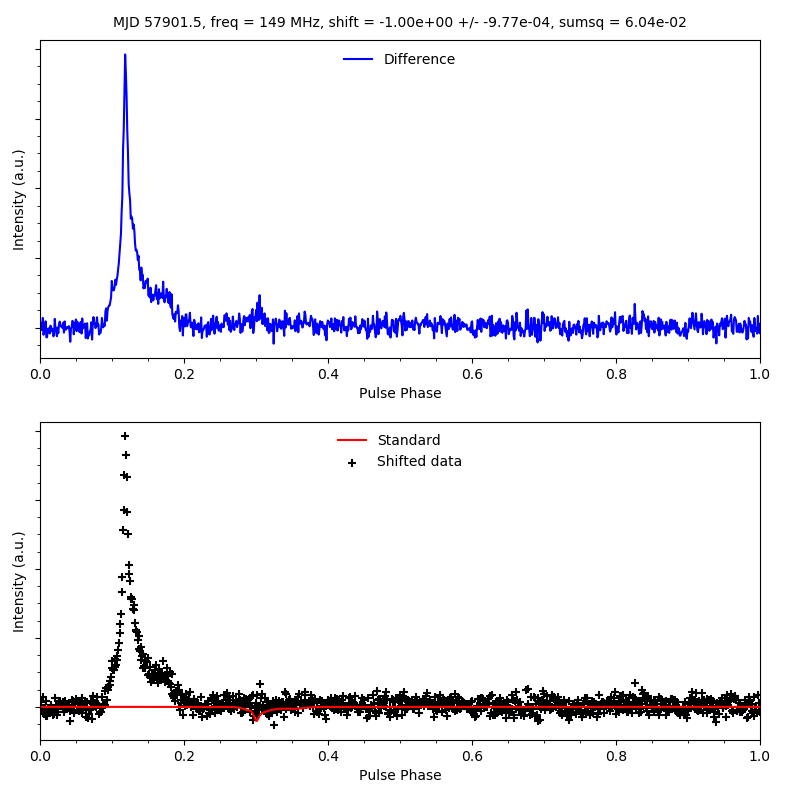 MJD 57901.5, freq = 149 MHz, shift = -1.00e+00 +/- -9.77e-04, sumsq = 6.04e-02
Difference
Intensity (a.u.)
0.0 0.2 0.4 0.6 0.8 1.0
Pulse Phase
Standard
Shifted data
Intensity (a.u.)
0.0 0.2 0.4 0.6 0.8 1.0
Pulse Phase